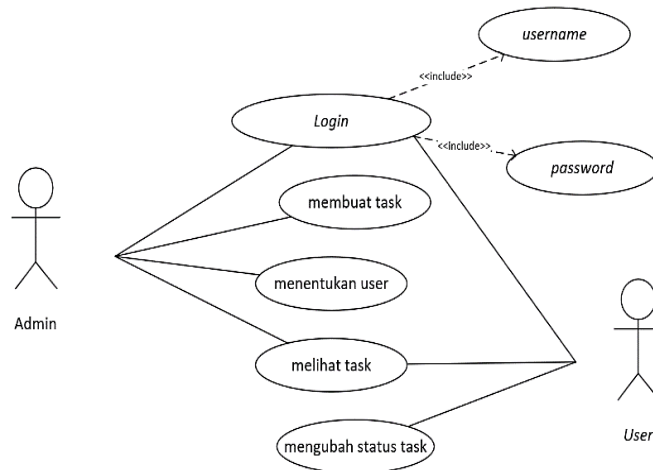 username
<<include>>
Login
<<Include>>
password
membuat task
menentukan user
Admin
melihat task
User
mengubah status task